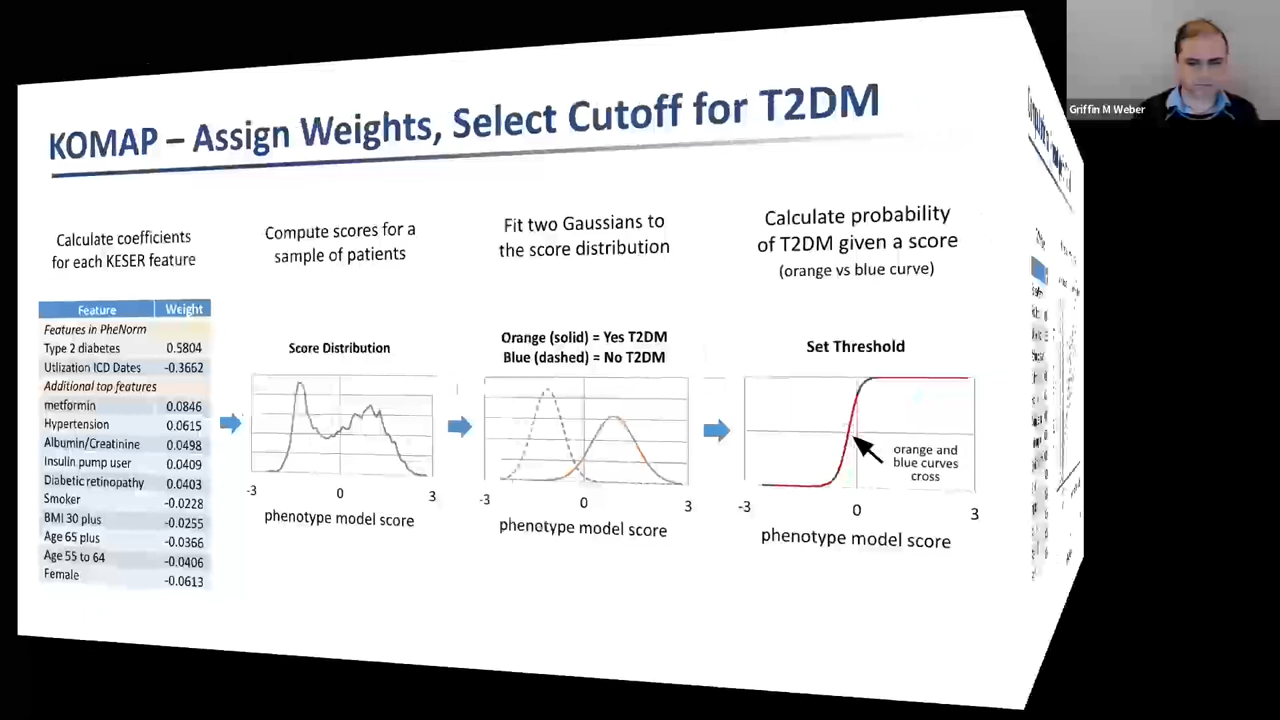 KOMAP – Assign Weights, Select Cutoff for T2DM
Griffin M Weber
Calculate coefficients
for each KESER feature
Feature Weight
Features in PheNorm
Type 2 diabetes 0.5804
Utlization ICD Dates -0.3662
Additional top features
metformin 0.0846
Hypertension 0.0615
Albumin/Creatinine 0.0498
Insulin pump user 0.0409
Diabetic retinopathy 0.0403
Smoker -0.0228
BMI 30 plus -0.0255
Age 65 plus -0.0366
Age 55 to 64 -0.0406
Female -0.0613
Compute scores for a
sample of patients
Score Distribution
-3 0 3
phenotype model score
Fit two Gaussians to
the score distribution
Orange (solid) = Yes T2DM
Blue (dashed) = No T2DM
-3 0 3
phenotype model score
Calculate probability
of T2DM given a score
(orange vs blue curve)
Set Threshold
orange and
blue curves
cross
-3 0 3
phenotype model score